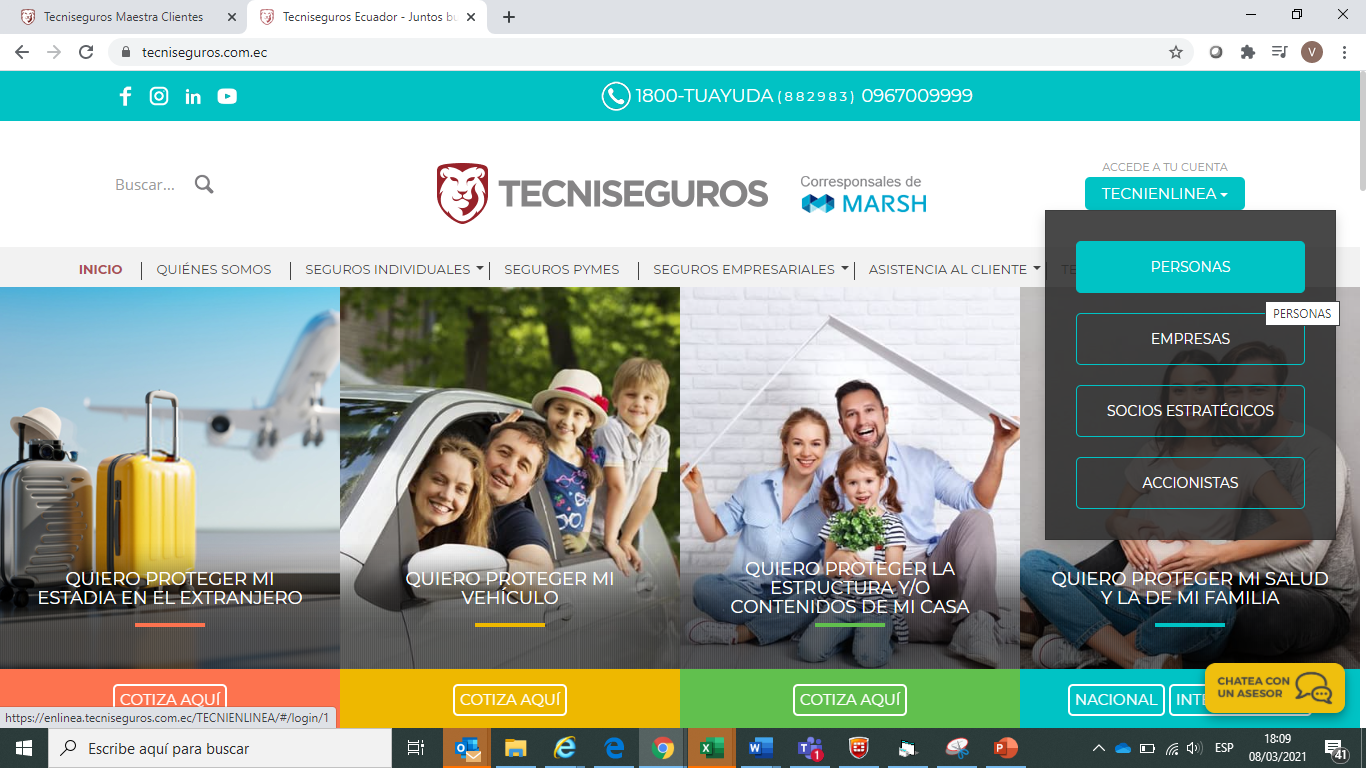 Tecniseguros Maestra Clientes
Tecniseguros Ecuador - Juntos bu
tecniseguros.com.ec
V
1800-TUAYUDA (882983) 0967009999
Buscar...
TECNISEGUROS
Corresponsales de
MARSH
ACCEDE A TU CUENTA
TECNIENLINEA
INICIO
QUIÉNES SOMOS
SEGUROS INDIVIDUALES
SEGUROS PYMES
SEGUROS EMPRESARIALES
ASISTENCIA AL CLIENTE
TE
PERSONAS
PERSONAS
EMPRESAS
SOCIOS ESTRATÉGICOS
ACCIONISTAS
QUIERO PROTEGER MI
ESTADIA EN EL EXTRANJERO
QUIERO PROTEGER MI
VEHÍCULO
QUIERO PROTEGER LA
ESTRUCTURA Y/O
CONTENIDOS DE MI CASA
QUIERO PROTEGER MI SALUD
Y LA DE MI FAMILIA
COTIZA AQUÍ
COTIZA AQUÍ
COTIZA AQUÍ
NACIONAL
INTE
CHATEA CON
UN ASESOR
https://enlinea.tecniseguros.com.ec/TECNIENLINEA/#/login/1
Escribe aquí para buscar
1
ESP
18:09
08/03/2021
41